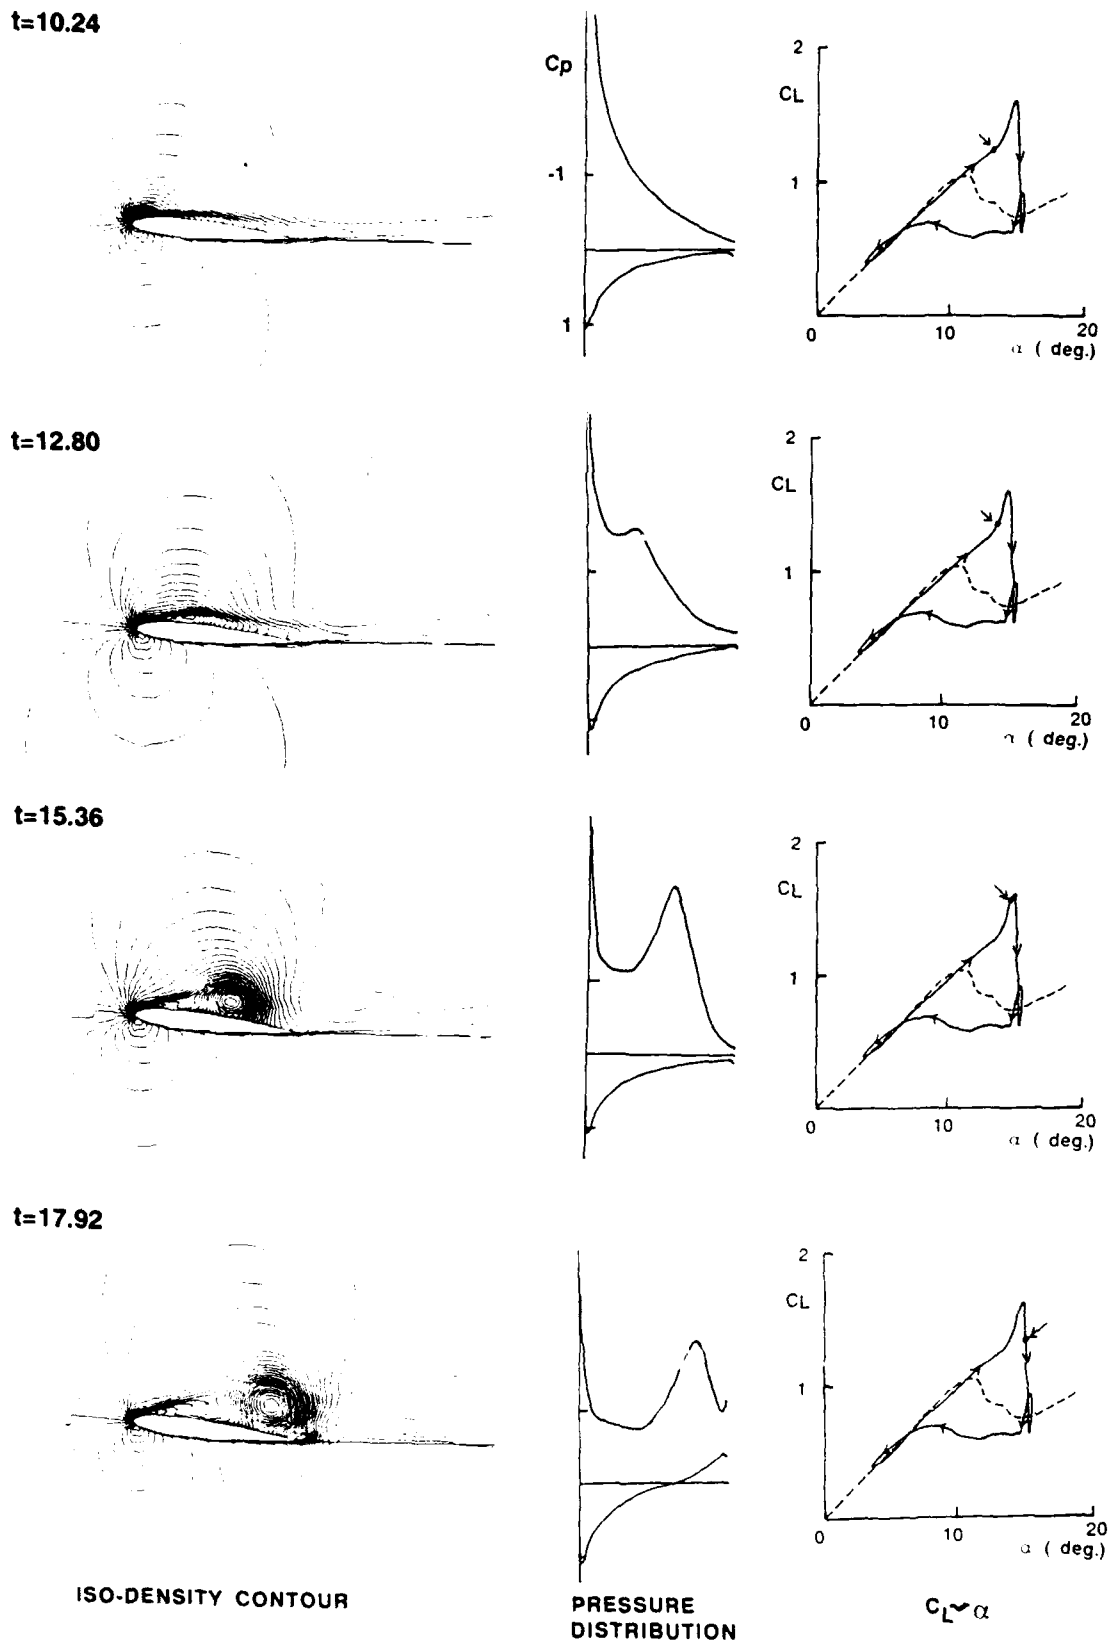 t=10.24
Cp
-1
1
2
CL
1
0
10
20
α ( deg.)
t=12.80
2
CL
1
0
10
20
α ( deg.)
t=15.36
2
CL
1
0
10
20
α ( deg.)
t=17.92
2
CL
1
0
10
20
α ( deg.)
ISO-DENSITY CONTOUR
PRESSURE
DISTRIBUTION
CL~α